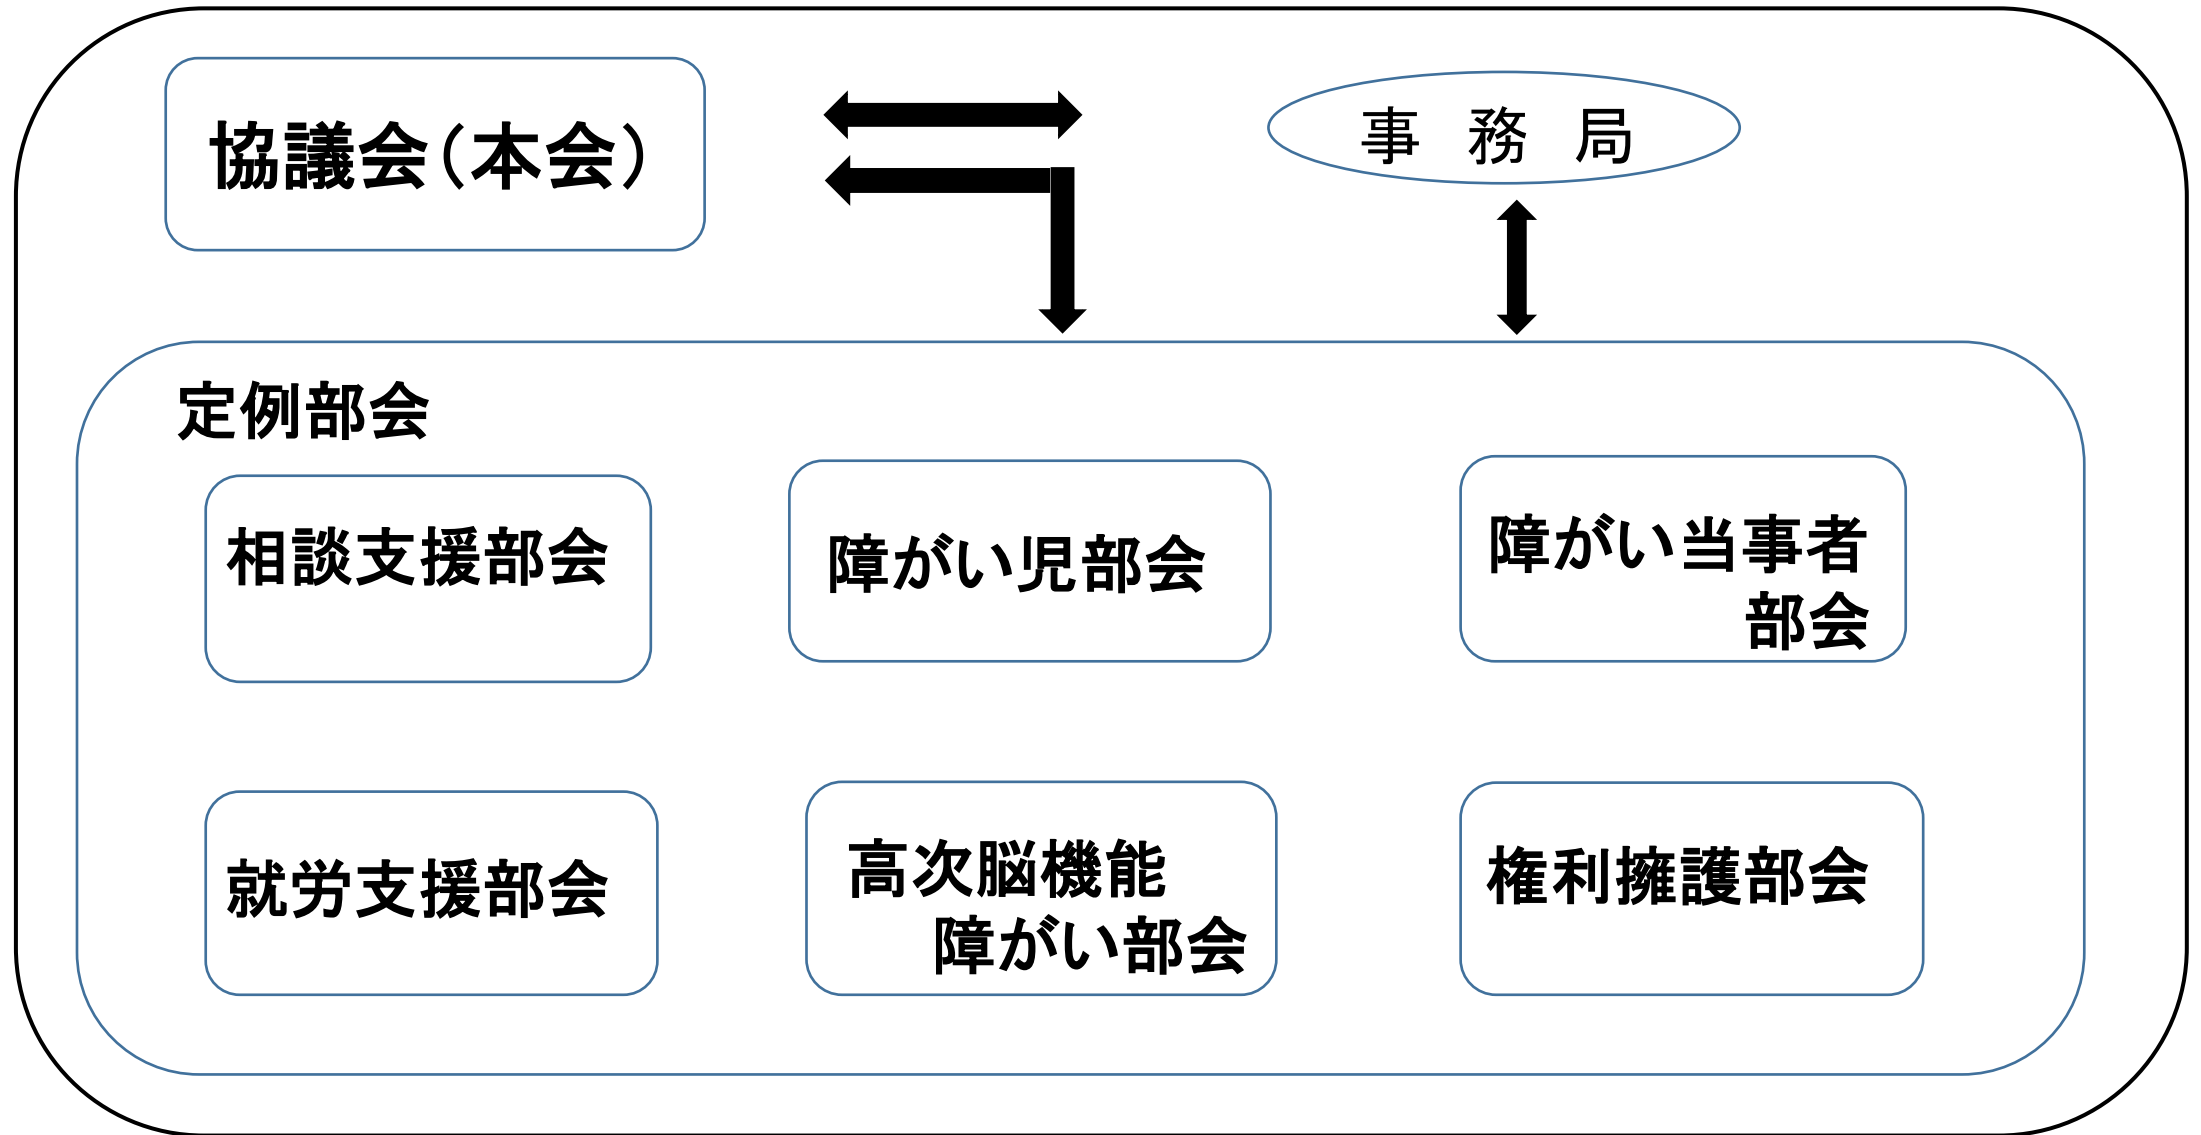 協議会（本会）
事　務　局
定例部会
相談支援部会
障がい児部会
障がい当事者
部会
就労支援部会
高次脳機能
障がい部会
権利擁護部会